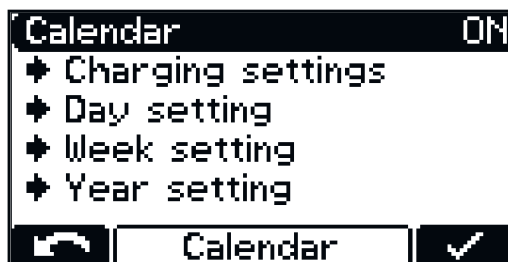 Calendar ON
Charging settings
Day setting
Week setting
Year setting
Calendar